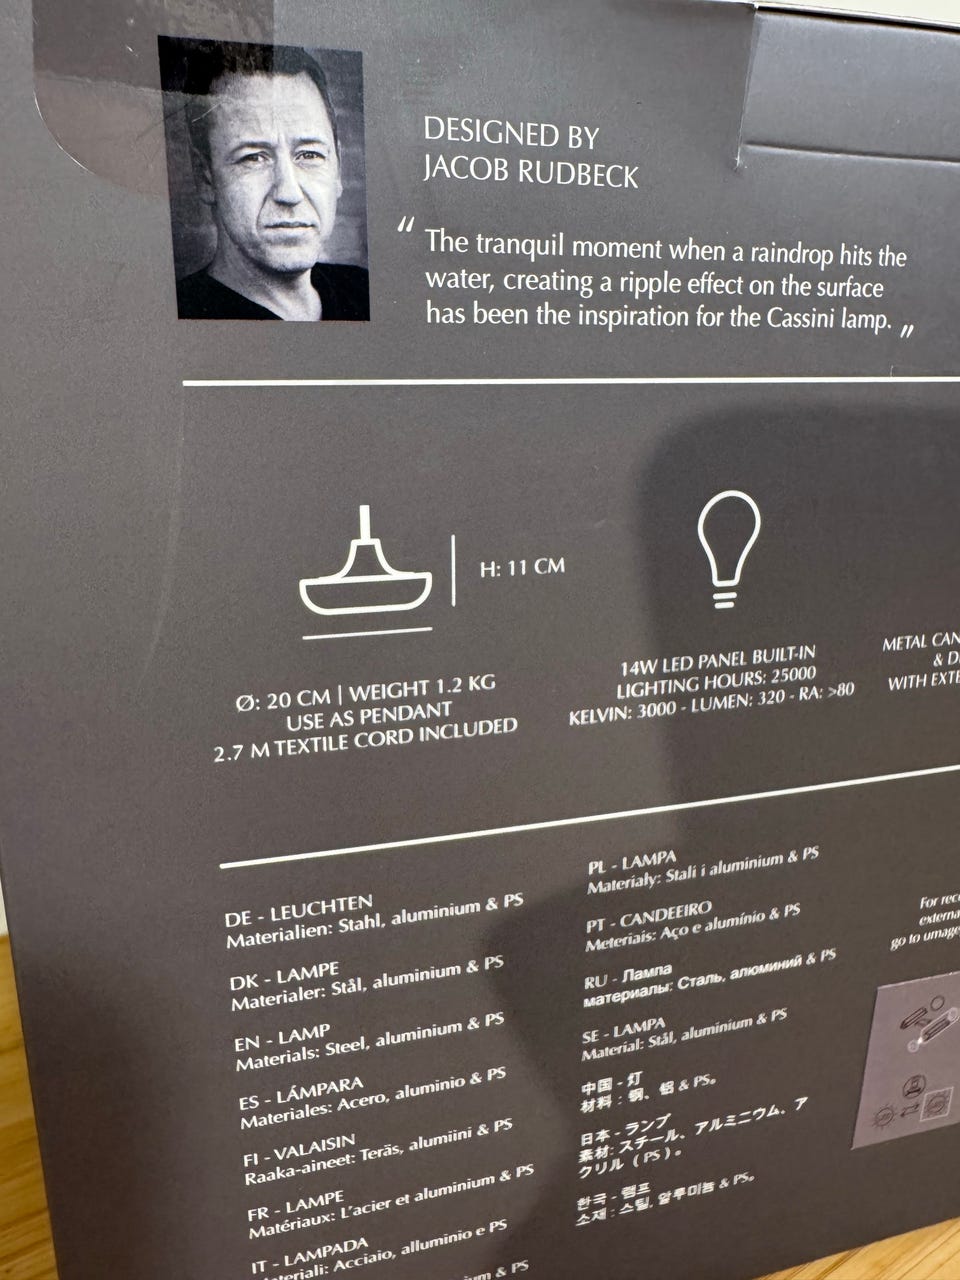 DESIGNED BY
JACOB RUDBECK
“ The tranquil moment when a raindrop hits the
water, creating a ripple effect on the surface
has been the inspiration for the Cassini lamp. „
H: 11 CM
Ø: 20 CM | WEIGHT 1.2 KG
USE AS PENDANT
2.7 M TEXTILE CORD INCLUDED
14W LED PANEL BUILT-IN
LIGHTING HOURS: 25000
KELVIN: 3000 - LUMEN: 320 - RA: >80
METAL CAN
&
WITH
DE - LEUCHTEN
Materialien: Stahl, aluminium & PS
DK - LAMPE
Materialer: Stål, aluminium & PS
EN - LAMP
Materials: Steel, aluminium & PS
ES - LÁMPARA
Materiales: Acero, aluminio & PS
FI - VALAISIN
Raaka-aineet: Teräs, alumiini & PS
FR - LAMPE
Matériaux: L'acier et aluminium & PS
IT - LAMPADA
Acciaio, alluminio e PS
& PS
PL - LAMPA
Materiały: Stali i aluminium & PS
PT - CANDEEIRO
Meteriais: Aço e alumínio & PS
RU - Лампа
материалы: Сталь, алюминий & PS
SE - LAMPA
Material: Stål, aluminium & PS
中国 - 灯
材料：钢、铝 & PS。
日本 - ランプ
素材: スチール、アルミニウム、ア
クリル（PS）。
한국 - 램프
소재 : 스틸, 알루미늄 & PS。
For
go to